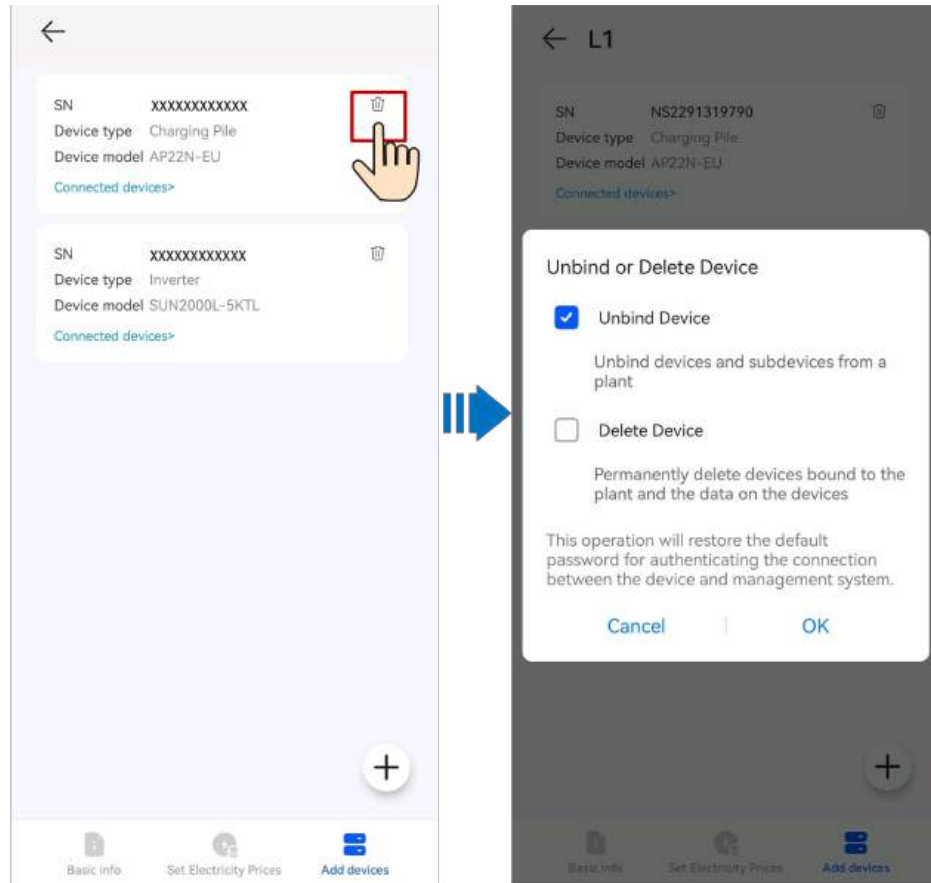 SN XXXXXXXXXXXX
Device type Charging Pile
Device model AP22N-EU
Connected devices>
SN XXXXXXXXXXXX
Device type Inverter
Device model SUN2000L-5KTL
Connected devices>
Basic info Set Electricity Prices Add devices
L1
SN NS2291319790
Device type Charging Pile
Device model AP22N-EU
Connected devices>
Unbind or Delete Device
Unbind Device
Unbind devices and subdevices from a
plant
Delete Device
Permanently delete devices bound to the
plant and the data on the devices
This operation will restore the default
password for authenticating the connection
between the device and management system.
Cancel OK
Basic info Set Electricity Prices Add devices